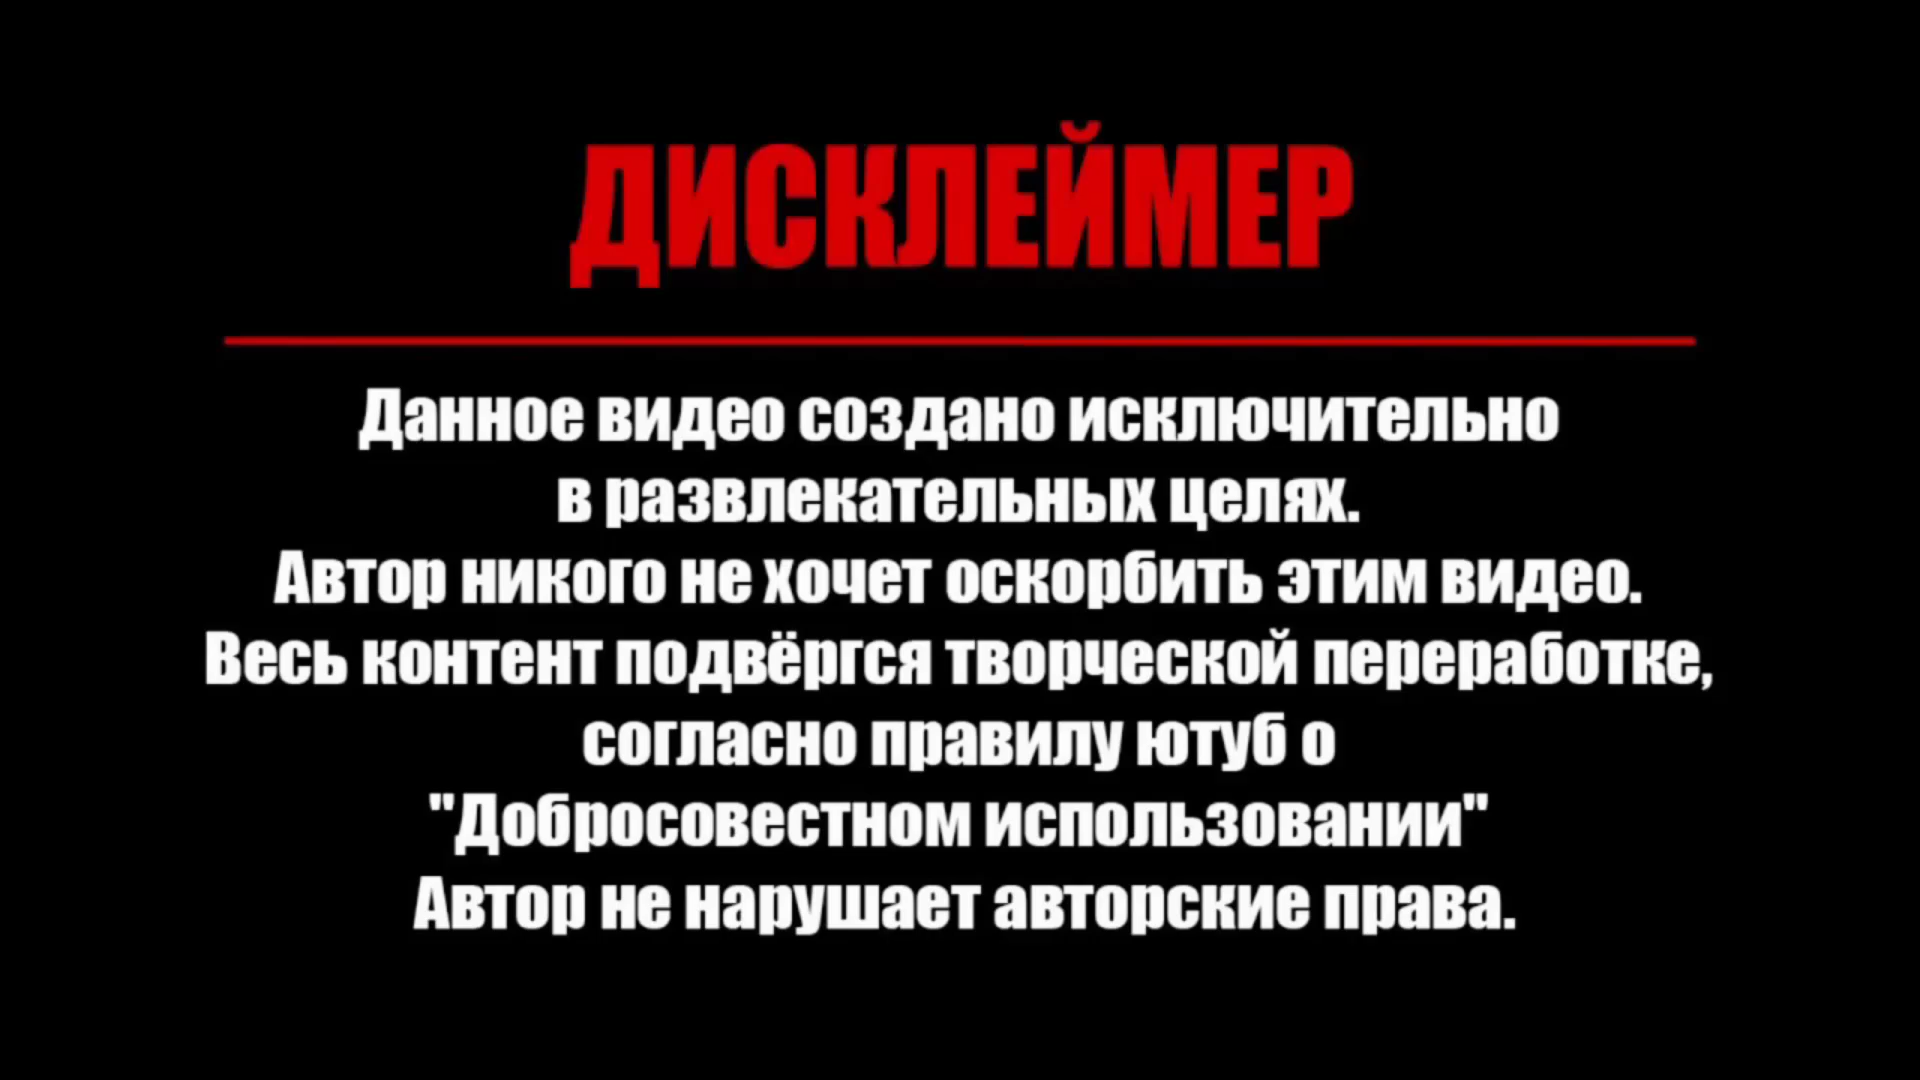 ДИСКЛЕЙМЕР
Данное видео создано исключительно
в развлекательных целях.
Автор никого не хочет оскорбить этим видео.
Весь контент подвёргся творческой переработке,
согласно правилу ютуб о
"Добросовестном использовании"
Автор не нарушает авторские права.